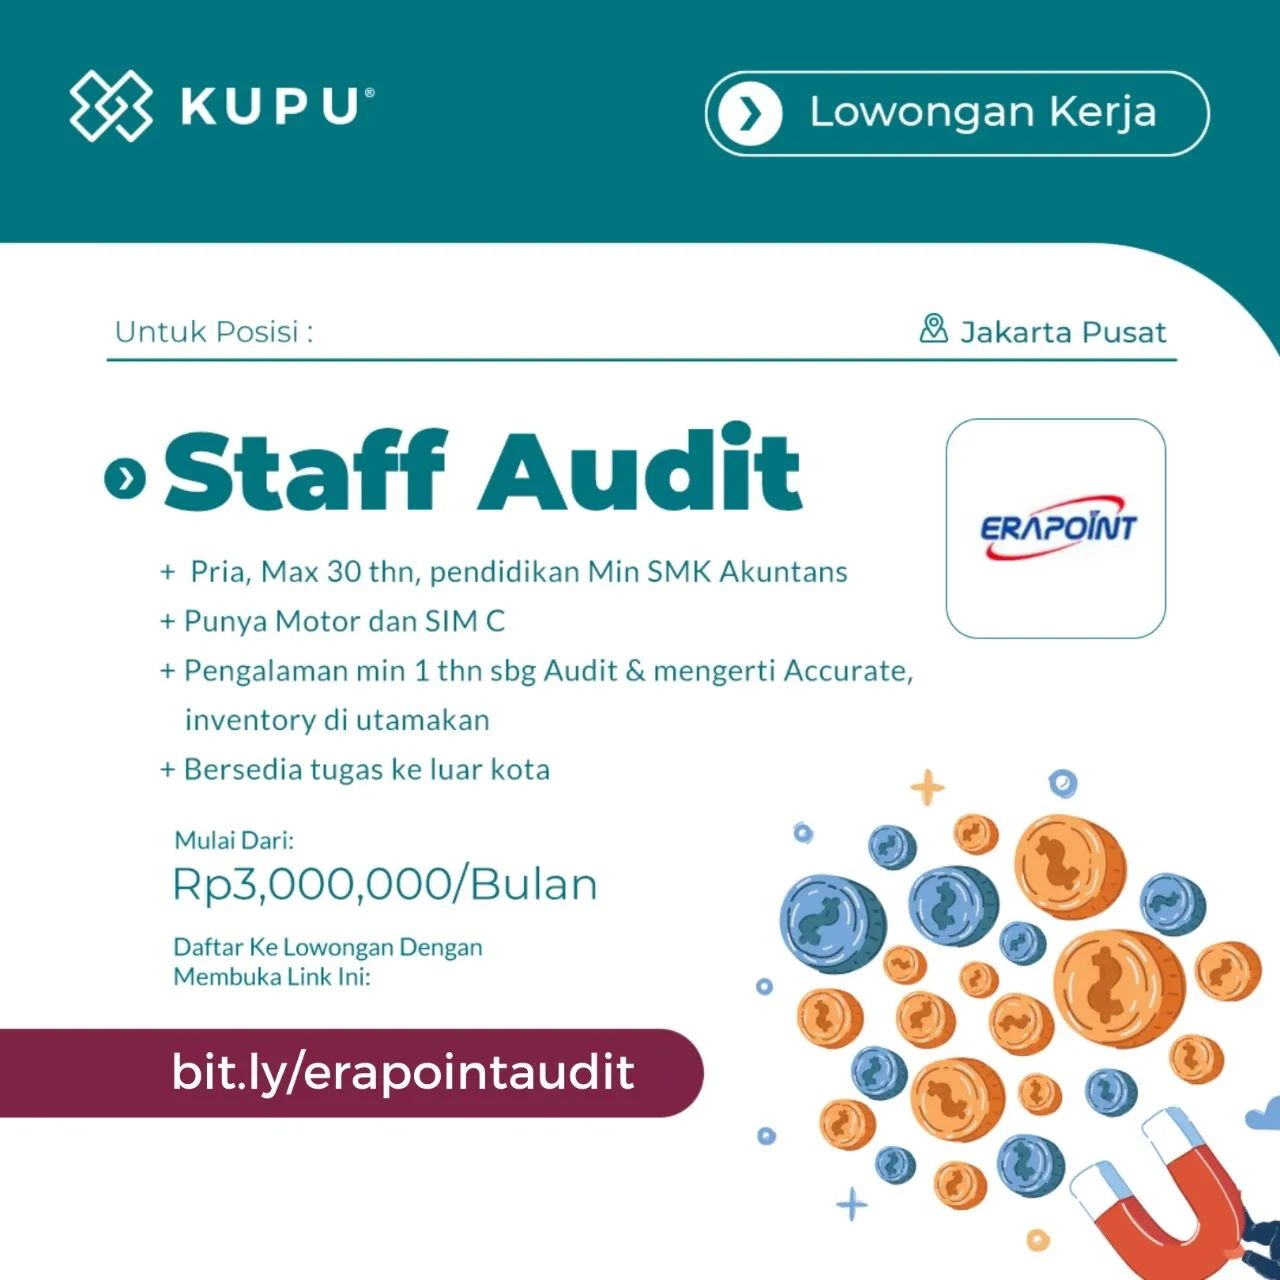 KUPU®
Lowongan Kerja
Untuk Posisi :
Jakarta Pusat
Staff Audit
ERAPOINT
+ Pria, Max 30 thn, pendidikan Min SMK Akuntans
+ Punya Motor dan SIM C
+ Pengalaman min 1 thn sbg Audit & mengerti Accurate,
inventory di utamakan
+ Bersedia tugas ke luar kota
Mulai Dari:
Rp3,000,000/Bulan
Daftar Ke Lowongan Dengan
Membuka Link Ini:
bit.ly/erapointaudit